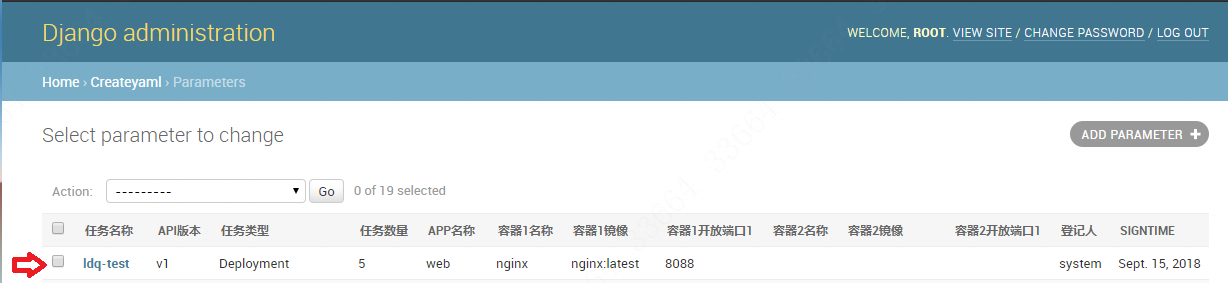 Django administration
WELCOME, ROOT. VIEW SITE / CHANGE PASSWORD / LOG OUT
Home › Createyaml › Parameters
Select parameter to change
ADD PARAMETER +
Action: --------- Go 0 of 19 selected
任务名称 API版本 任务类型 任务数量 APP名称 容器1名称 容器1镜像 容器1开放端口1 容器2名称 容器2镜像 容器2开放端口1 登记人 SIGNTIME
ldq-test v1 Deployment 5 web nginx nginx:latest 8088 system Sept. 15, 2018